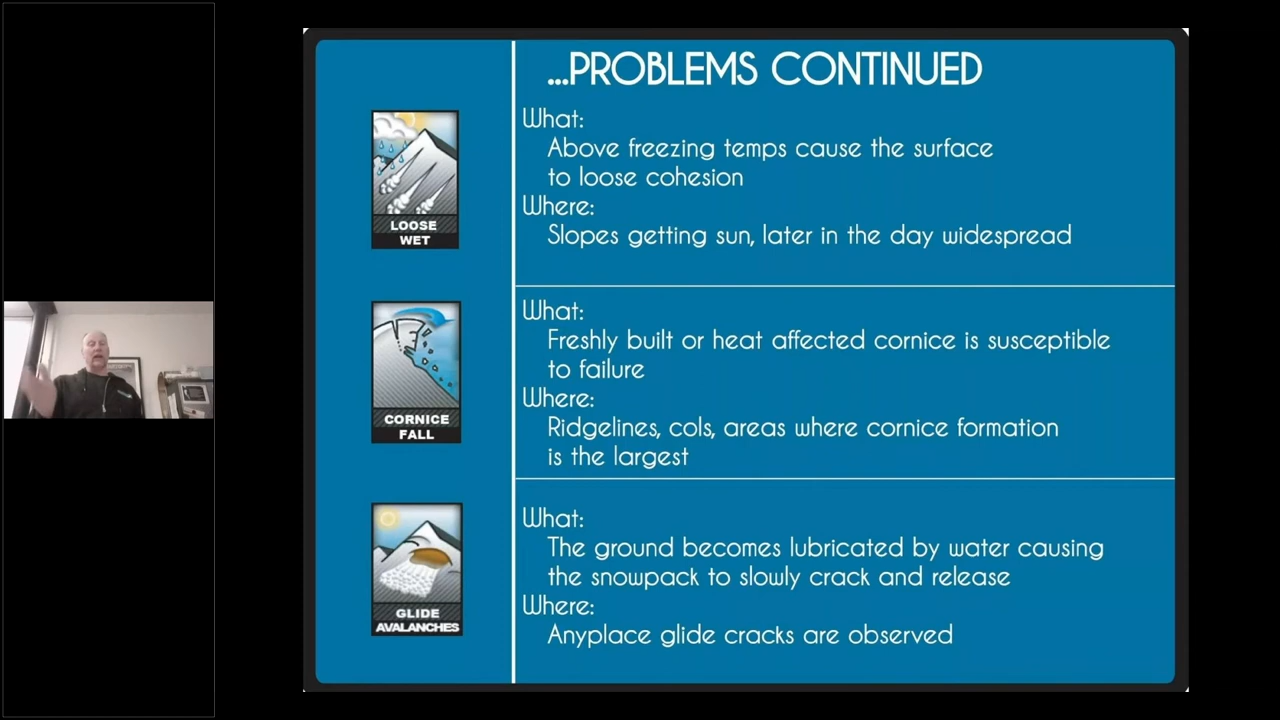 ...PROBLEMS CONTINUED
What:
Above freezing temps cause the surface
to loose cohesion
Where:
Slopes getting sun, later in the day widespread
LOOSE
WET
What:
Freshly built or heat affected cornice is susceptible
to failure
Where:
Ridgelines, cols, areas where cornice formation
is the largest
CORNICE
FALL
What:
The ground becomes lubricated by water causing
the snowpack to slowly crack and release
Where:
Anyplace glide cracks are observed
GLIDE
AVALANCHES